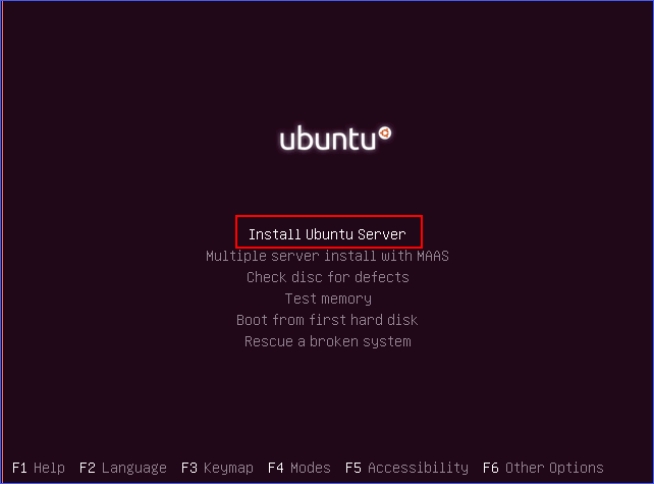 ubuntu
Install Ubuntu Server
Multiple server install with MAAS
Check disc for defects
Test memory
Boot from first hard disk
Rescue a broken system
F1 Help F2 Language F3 Keymap F4 Modes F5 Accessibility F6 Other Options